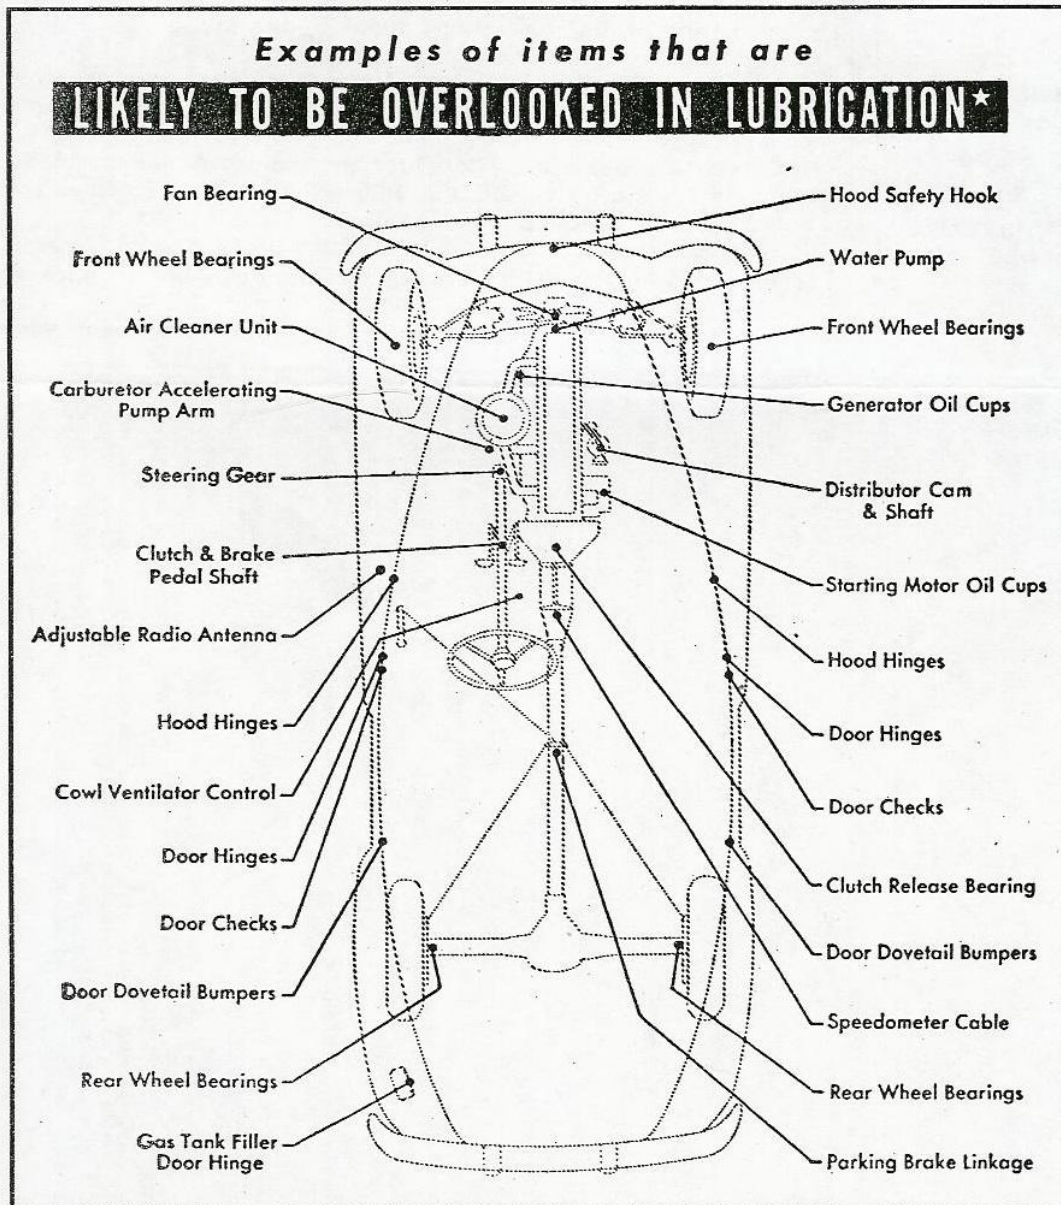 Examples of items that are
LIKELY TO BE OVERLOOKED IN LUBRICATION*
Fan Bearing
Front Wheel Bearings
Air Cleaner Unit
Carburetor Accelerating
Pump Arm
Steering Gear
Clutch & Brake
Pedal Shaft
Adjustable Radio Antenna
Hood Hinges
Cowl Ventilator Control
Door Hinges
Door Checks
Door Dovetail Bumpers
Rear Wheel Bearings
Gas Tank Filler
Door Hinge
Hood Safety Hook
Water Pump
Front Wheel Bearings
Generator Oil Cups
Distributor Cam
& Shaft
Starting Motor Oil Cups
Hood Hinges
Door Hinges
Door Checks
Clutch Release Bearing
Door Dovetail Bumpers
Speedometer Cable
Rear Wheel Bearings
Parking Brake Linkage